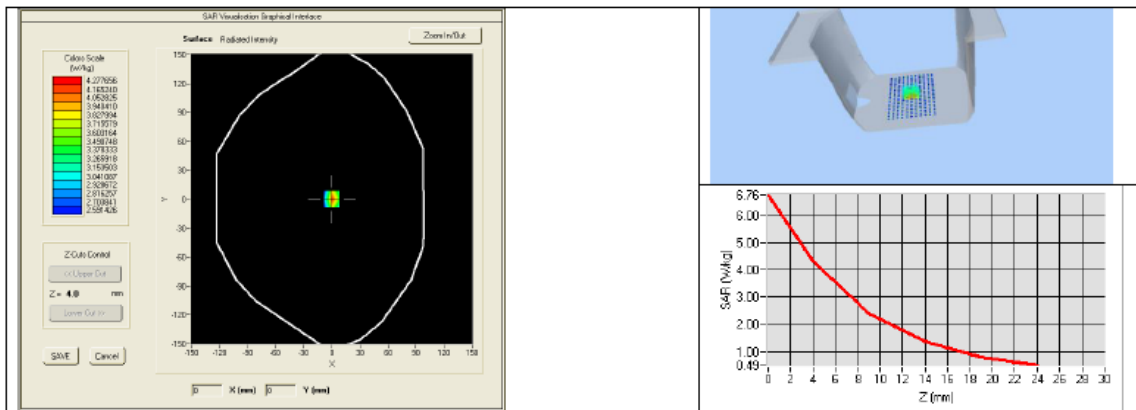 SAR Visualisation Graphical Interface
Surface Radiated Intensity
Zoom In/Out
Colors Scale
(W/kg)
4.277656
4.165240
4.052825
3.940410
3.827994
3.715579
3.603164
3.490748
3.378333
3.265918
3.153503
3.041087
2.928672
2.816257
2.703841
2.591426
Z-Cuts Control
<< Upper Cut
Z = 4.0 mm
Lower Cut >>
SAVE Cancel
150
120
90
60
30
Y 0
-30
-60
-90
-120
-150
-150 -120 -90 -60 -30 0 30 60 90 120 150
X
0 X (mm) 0 Y (mm)
6.76
6.00
5.00
4.00
3.00
2.00
1.00
0.49
SAR (W/kg)
0 2 4 6 8 10 12 14 16 18 20 22 24 26 28 30
Z (mm)